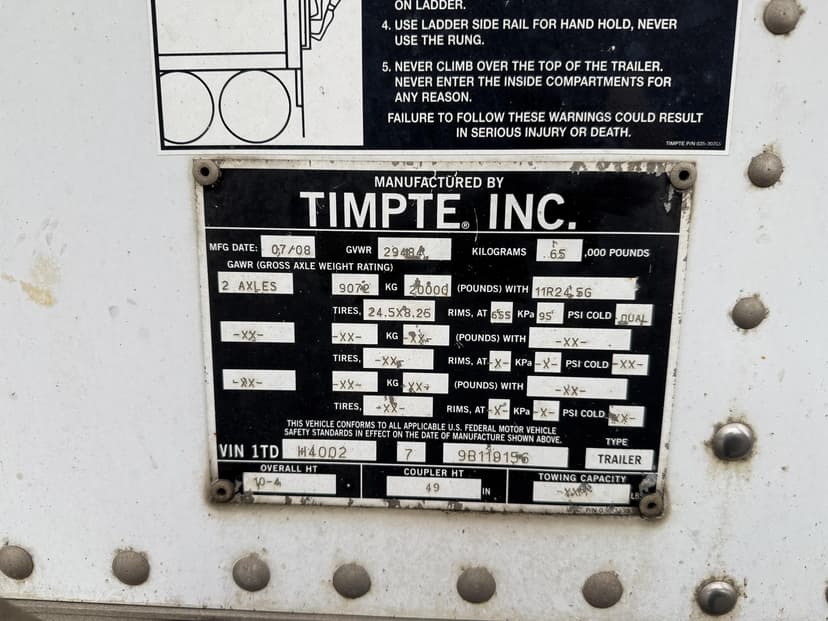 ON LADDER.
4. USE LADDER SIDE RAIL FOR HAND HOLD, NEVER
USE THE RUNG.
5. NEVER CLIMB OVER THE TOP OF THE TRAILER.
NEVER ENTER THE INSIDE COMPARTMENTS FOR
ANY REASON.
FAILURE TO FOLLOW THESE WARNINGS COULD RESULT
IN SERIOUS INJURY OR DEATH.
TIMPTE P/N
MANUFACTURED BY
TIMPTE® INC.
MFG DATE: 07/08 GVWR 29484 KILOGRAMS 65 ,000 POUNDS
GAWR (GROSS AXLE WEIGHT RATING)
2 AXLES 9072 KG 20000 (POUNDS) WITH 11R24.5G
TIRES, 24.5X8.25 RIMS, AT 655 KPa 95 PSI COLD DUAL
-XX- -XX- KG -XX- (POUNDS) WITH -XX-
TIRES, -XX- RIMS, AT -X- KPa -X- PSI COLD -XX-
-XX- -XX- KG -XX- (POUNDS) WITH -XX-
TIRES, -XX- RIMS, AT -X- KPa -X- PSI COLD -XX-
THIS VEHICLE CONFORMS TO ALL APPLICABLE U.S. FEDERAL MOTOR VEHICLE
SAFETY STANDARDS IN EFFECT ON THE DATE OF MANUFACTURE SHOWN ABOVE.
TYPE
VIN 1TD H4002 7 9B119156 TRAILER
OVERALL HT COUPLER HT TOWING CAPACITY
10-4 49 IN -XXX- LBS